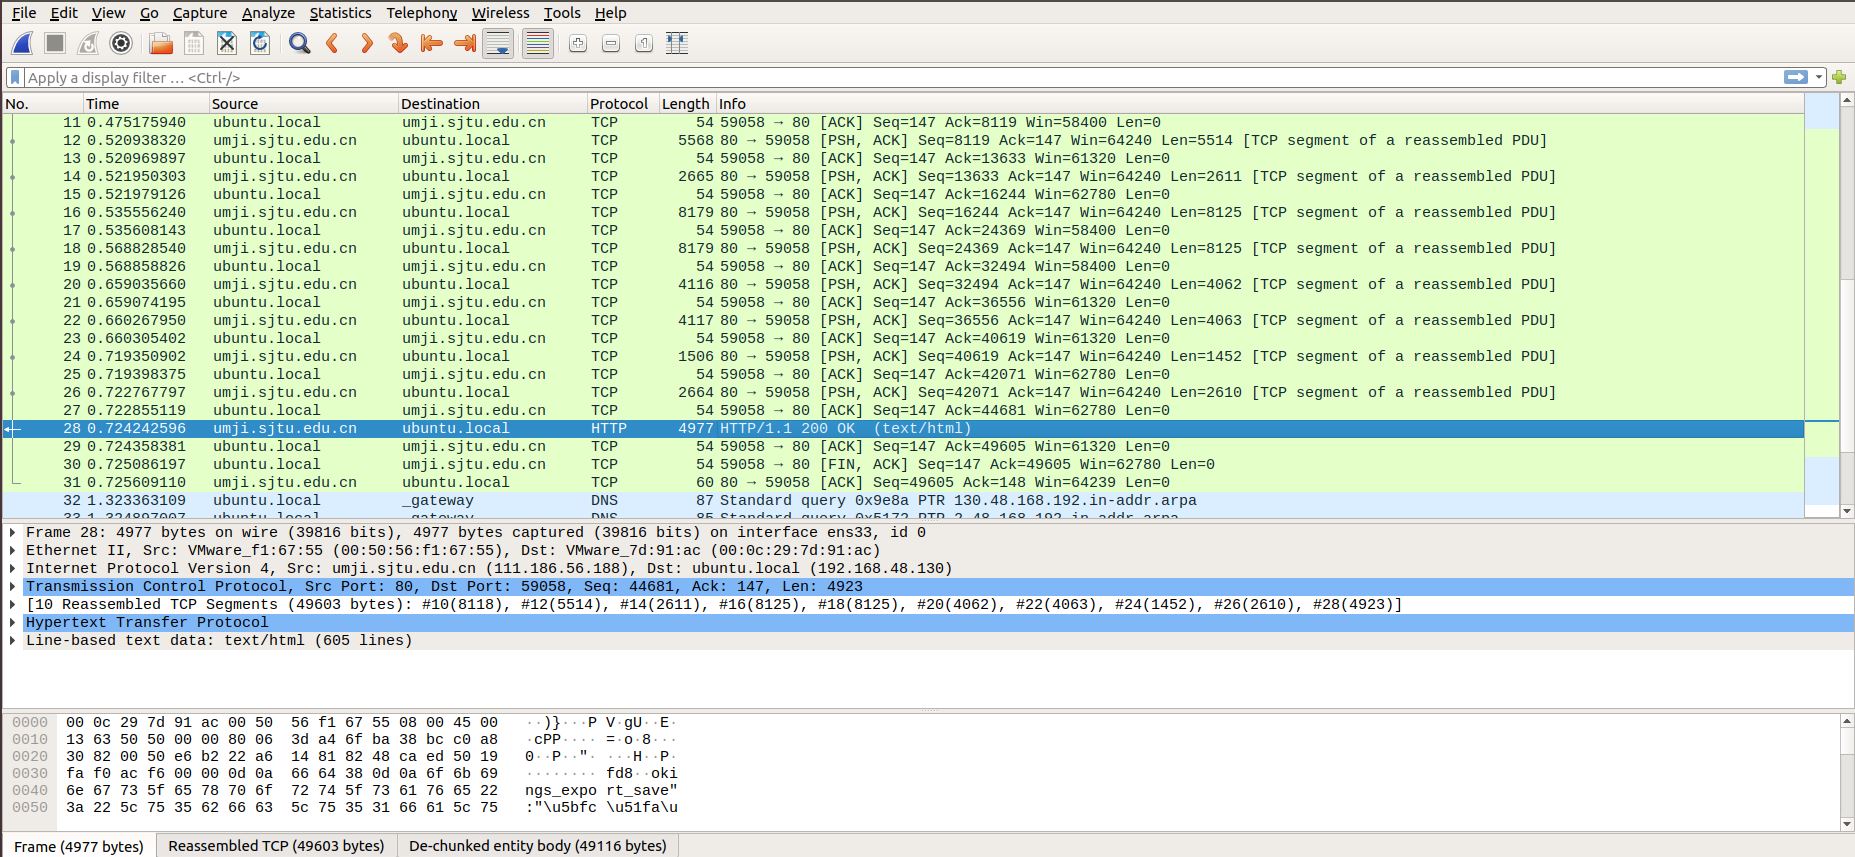 File Edit View Go Capture Analyze Statistics Telephony Wireless Tools Help
Apply a display filter … <Ctrl-/>
No. Time Source Destination Protocol Length Info
11 0.475175940 ubuntu.local umji.sjtu.edu.cn TCP 54 59058 → 80 [ACK] Seq=147 Ack=8119 Win=58400 Len=0
12 0.520938320 umji.sjtu.edu.cn ubuntu.local TCP 5568 80 → 59058 [PSH, ACK] Seq=8119 Ack=147 Win=64240 Len=5514 [TCP segment of a reassembled PDU]
13 0.520969897 ubuntu.local umji.sjtu.edu.cn TCP 54 59058 → 80 [ACK] Seq=147 Ack=13633 Win=61320 Len=0
14 0.521950303 umji.sjtu.edu.cn ubuntu.local TCP 2665 80 → 59058 [PSH, ACK] Seq=13633 Ack=147 Win=64240 Len=2611 [TCP segment of a reassembled PDU]
15 0.521979126 ubuntu.local umji.sjtu.edu.cn TCP 54 59058 → 80 [ACK] Seq=147 Ack=16244 Win=62780 Len=0
16 0.535556240 umji.sjtu.edu.cn ubuntu.local TCP 8179 80 → 59058 [PSH, ACK] Seq=16244 Ack=147 Win=64240 Len=8125 [TCP segment of a reassembled PDU]
17 0.535608143 ubuntu.local umji.sjtu.edu.cn TCP 54 59058 → 80 [ACK] Seq=147 Ack=24369 Win=58400 Len=0
18 0.568828540 umji.sjtu.edu.cn ubuntu.local TCP 8179 80 → 59058 [PSH, ACK] Seq=24369 Ack=147 Win=64240 Len=8125 [TCP segment of a reassembled PDU]
19 0.568858826 ubuntu.local umji.sjtu.edu.cn TCP 54 59058 → 80 [ACK] Seq=147 Ack=32494 Win=58400 Len=0
20 0.659035660 umji.sjtu.edu.cn ubuntu.local TCP 4116 80 → 59058 [PSH, ACK] Seq=32494 Ack=147 Win=64240 Len=4062 [TCP segment of a reassembled PDU]
21 0.659074195 ubuntu.local umji.sjtu.edu.cn TCP 54 59058 → 80 [ACK] Seq=147 Ack=36556 Win=61320 Len=0
22 0.660267950 umji.sjtu.edu.cn ubuntu.local TCP 4117 80 → 59058 [PSH, ACK] Seq=36556 Ack=147 Win=64240 Len=4063 [TCP segment of a reassembled PDU]
23 0.660305402 ubuntu.local umji.sjtu.edu.cn TCP 54 59058 → 80 [ACK] Seq=147 Ack=40619 Win=61320 Len=0
24 0.719350902 umji.sjtu.edu.cn ubuntu.local TCP 1506 80 → 59058 [PSH, ACK] Seq=40619 Ack=147 Win=64240 Len=1452 [TCP segment of a reassembled PDU]
25 0.719398375 ubuntu.local umji.sjtu.edu.cn TCP 54 59058 → 80 [ACK] Seq=147 Ack=42071 Win=62780 Len=0
26 0.722767797 umji.sjtu.edu.cn ubuntu.local TCP 2664 80 → 59058 [PSH, ACK] Seq=42071 Ack=147 Win=64240 Len=2610 [TCP segment of a reassembled PDU]
27 0.722855119 ubuntu.local umji.sjtu.edu.cn TCP 54 59058 → 80 [ACK] Seq=147 Ack=44681 Win=62780 Len=0
28 0.724242596 umji.sjtu.edu.cn ubuntu.local HTTP 4977 HTTP/1.1 200 OK (text/html)
29 0.724358381 ubuntu.local umji.sjtu.edu.cn TCP 54 59058 → 80 [ACK] Seq=147 Ack=49605 Win=61320 Len=0
30 0.725086197 ubuntu.local umji.sjtu.edu.cn TCP 54 59058 → 80 [FIN, ACK] Seq=147 Ack=49605 Win=62780 Len=0
31 0.725609110 umji.sjtu.edu.cn ubuntu.local TCP 60 80 → 59058 [ACK] Seq=49605 Ack=148 Win=64239 Len=0
32 1.323363109 ubuntu.local _gateway DNS 87 Standard query 0x9e8a PTR 130.48.168.192.in-addr.arpa
33 1.324897007 ubuntu.local _gateway DNS 85 Standard query 0x5172 PTR 2.48.168.192.in-addr.arpa
Frame 28: 4977 bytes on wire (39816 bits), 4977 bytes captured (39816 bits) on interface ens33, id 0
Ethernet II, Src: VMware_f1:67:55 (00:50:56:f1:67:55), Dst: VMware_7d:91:ac (00:0c:29:7d:91:ac)
Internet Protocol Version 4, Src: umji.sjtu.edu.cn (111.186.56.188), Dst: ubuntu.local (192.168.48.130)
Transmission Control Protocol, Src Port: 80, Dst Port: 59058, Seq: 44681, Ack: 147, Len: 4923
[10 Reassembled TCP Segments (49603 bytes): #10(8118), #12(5514), #14(2611), #16(8125), #18(8125), #20(4062), #22(4063), #24(1452), #26(2610), #28(4923)]
Hypertext Transfer Protocol
Line-based text data: text/html (605 lines)
0000 00 0c 29 7d 91 ac 00 50 56 f1 67 55 08 00 45 00 ··)}···P V·gU··E·
0010 13 63 50 50 00 00 80 06 3d a4 6f ba 38 bc c0 a8 ·cPP···· =·o·8···
0020 30 82 00 50 e6 b2 22 a6 14 81 82 48 ca ed 50 19 0··P··"· ···H··P·
0030 fa f0 ac f6 00 00 0d 0a 66 64 38 0d 0a 6f 6b 69 ········ fd8··oki
0040 6e 67 73 5f 65 78 70 6f 72 74 5f 73 61 76 65 22 ngs_expo rt_save"
0050 3a 22 5c 75 35 62 66 63 5c 75 35 31 66 61 5c 75 :"\u5bfc \u51fa\u
Frame (4977 bytes) Reassembled TCP (49603 bytes) De-chunked entity body (49116 bytes)